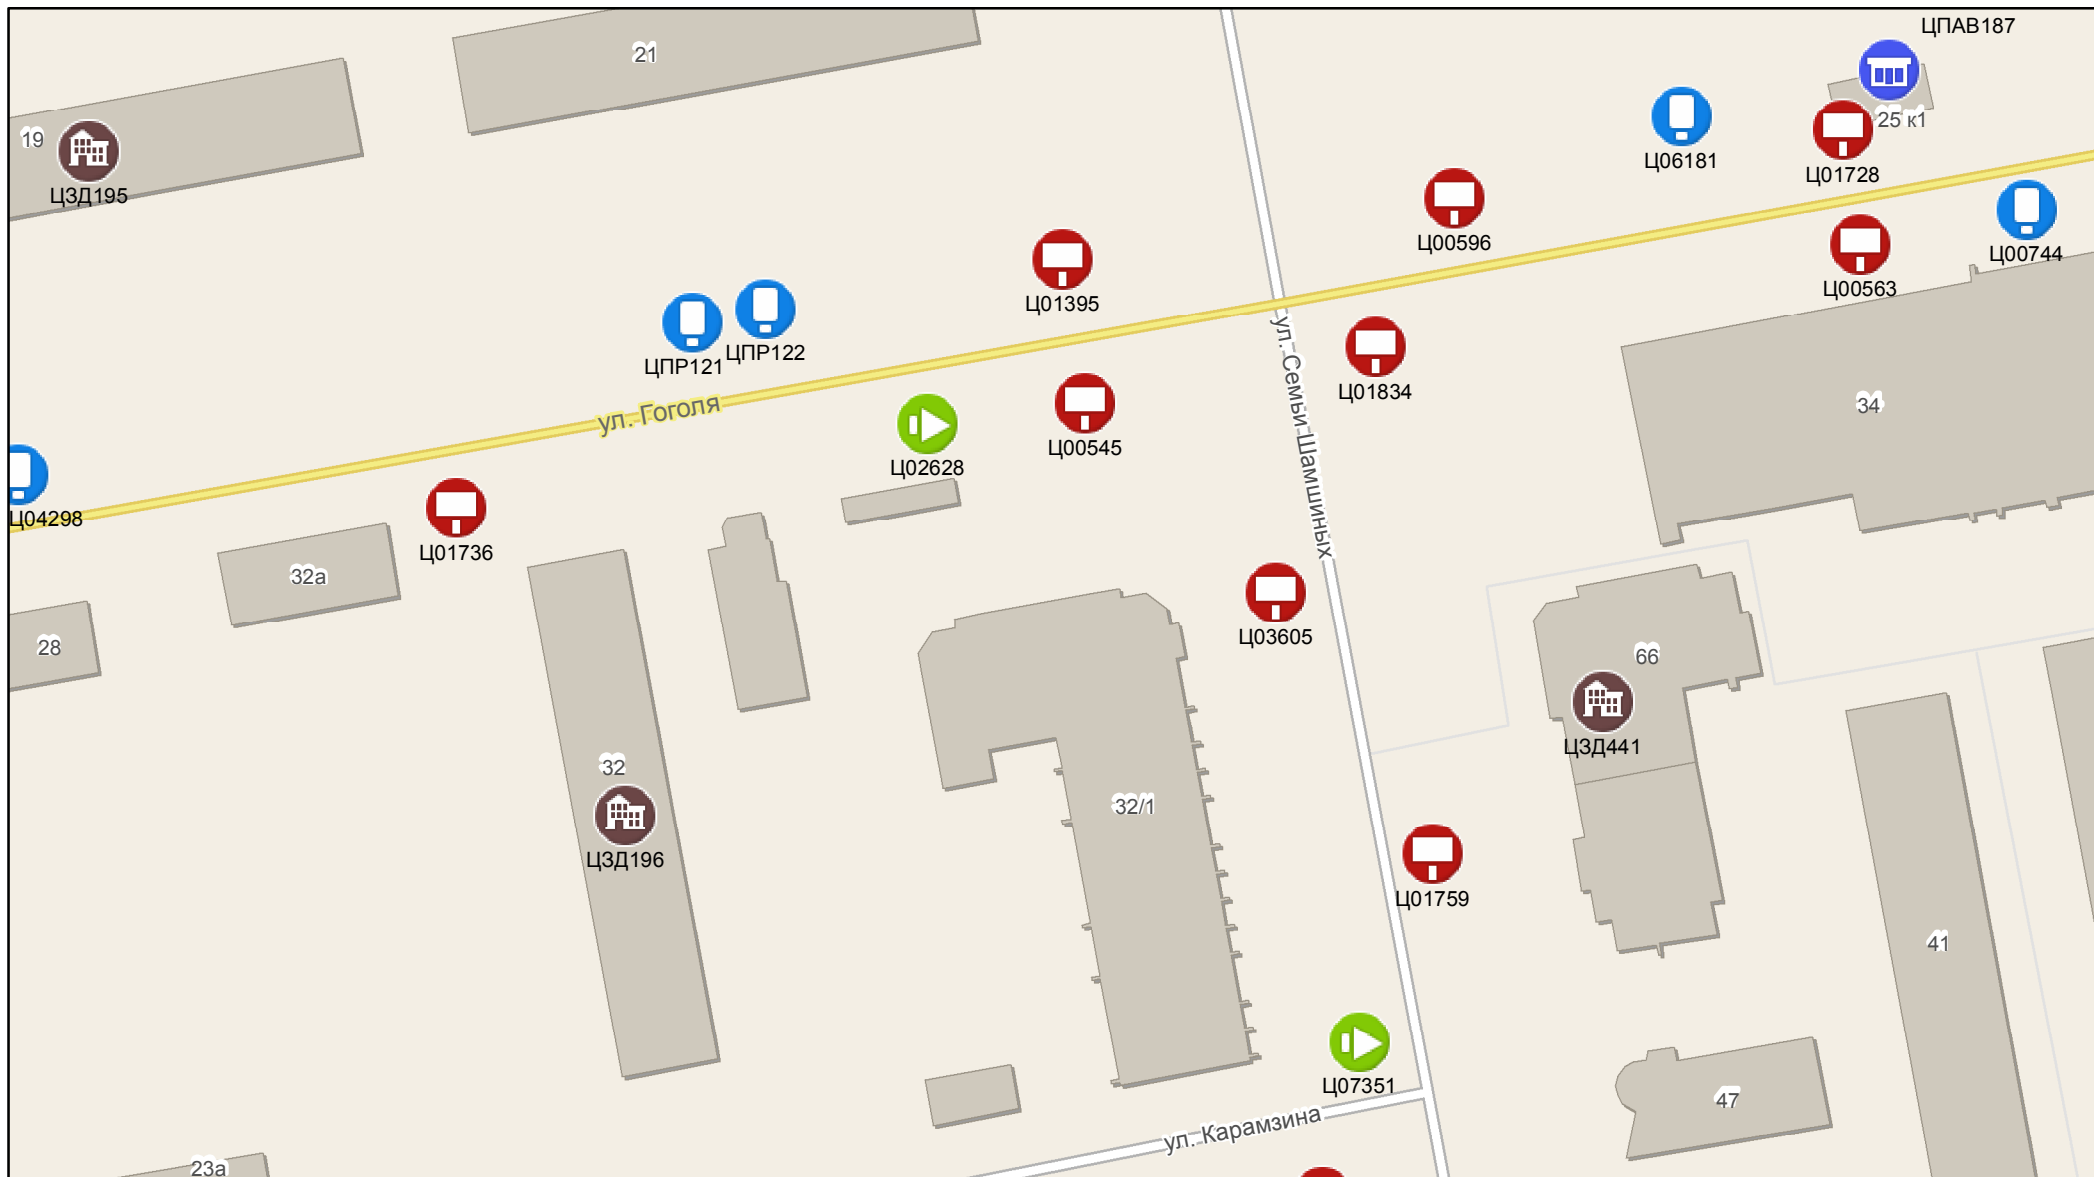 ЦПАВ187
21
25 к1
19
ЦЗД195
Ц06181
Ц01728
Ц00596
Ц00744
Ц00563
Ц01395
ЦПР121
ЦПР122
ул. Гоголя
ул. Семьи Шамшиных
Ц01834
34
Ц00545
Ц02628
Ц04298
Ц01736
32а
28
Ц03605
66
ЦЗД441
32
ЦЗД196
32/1
Ц01759
41
Ц07351
47
ул. Карамзина
23а